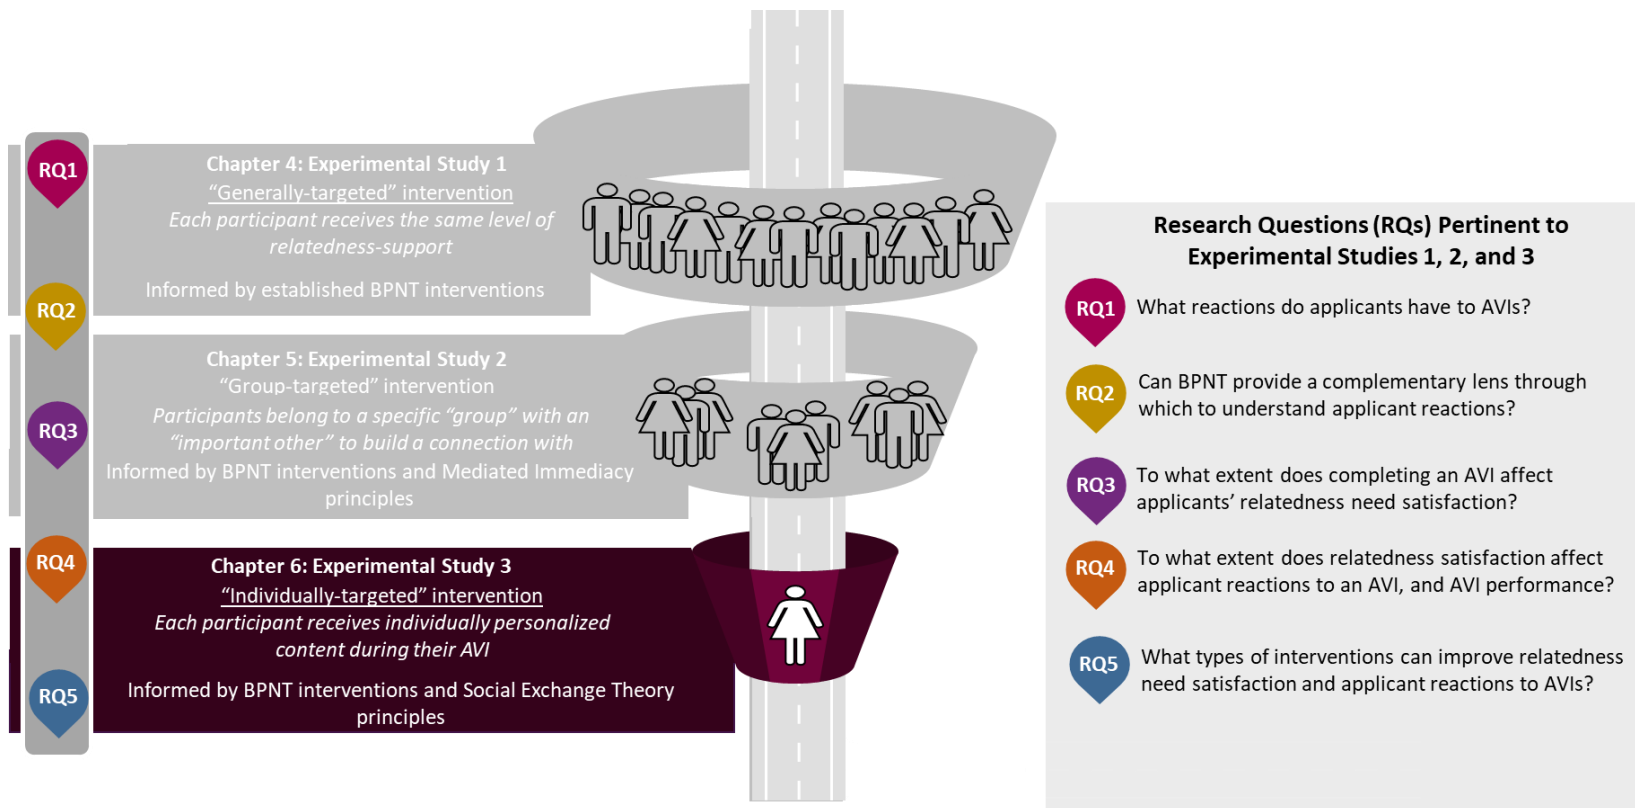 RQ1
Chapter 4: Experimental Study 1
“Generally-targeted” intervention
Each participant receives the same level of
relatedness-support
Informed by established BPNT interventions
RQ2
Chapter 5: Experimental Study 2
“Group-targeted” intervention
Participants belong to a specific “group” with an
“important other” to build a connection with
Informed by BPNT interventions and Mediated Immediacy
principles
RQ3
RQ4
Chapter 6: Experimental Study 3
“Individually-targeted” intervention
Each participant receives individually personalized
content during their AVI
Informed by BPNT interventions and Social Exchange Theory
principles
RQ5
Research Questions (RQs) Pertinent to
Experimental Studies 1, 2, and 3
RQ1
What reactions do applicants have to AVIs?
RQ2
Can BPNT provide a complementary lens through
which to understand applicant reactions?
RQ3
To what extent does completing an AVI affect
applicants’ relatedness need satisfaction?
RQ4
To what extent does relatedness satisfaction affect
applicant reactions to an AVI, and AVI performance?
RQ5
What types of interventions can improve relatedness
need satisfaction and applicant reactions to AVIs?